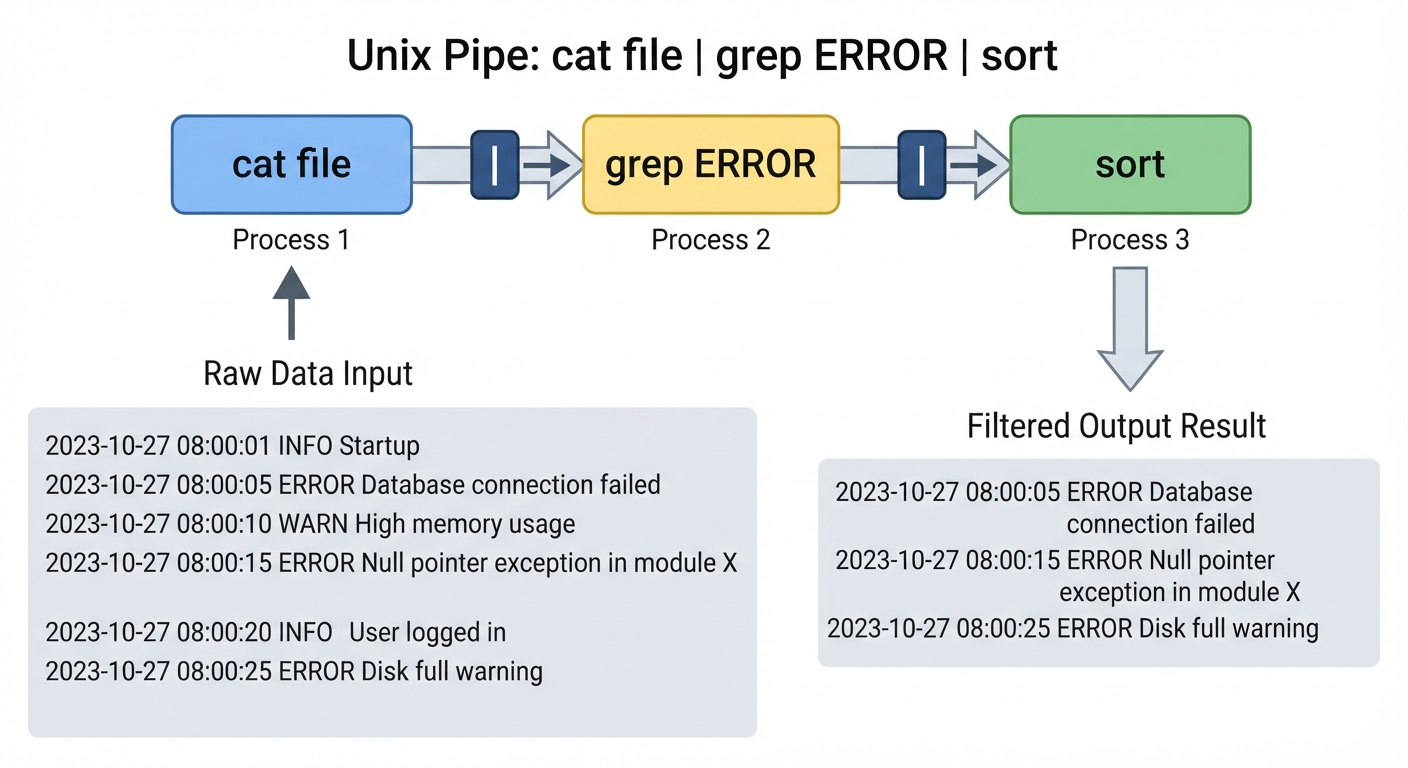 Unix Pipe: cat file | grep ERROR | sort
cat file
|
grep ERROR
|
sort
Process 1
Process 2
Process 3
Raw Data Input
2023-10-27 08:00:01 INFO Startup
2023-10-27 08:00:05 ERROR Database connection failed
2023-10-27 08:00:10 WARN High memory usage
2023-10-27 08:00:15 ERROR Null pointer exception in module X
2023-10-27 08:00:20 INFO User logged in
2023-10-27 08:00:25 ERROR Disk full warning
Filtered Output Result
2023-10-27 08:00:05 ERROR Database
connection failed
2023-10-27 08:00:15 ERROR Null pointer
exception in module X
2023-10-27 08:00:25 ERROR Disk full warning